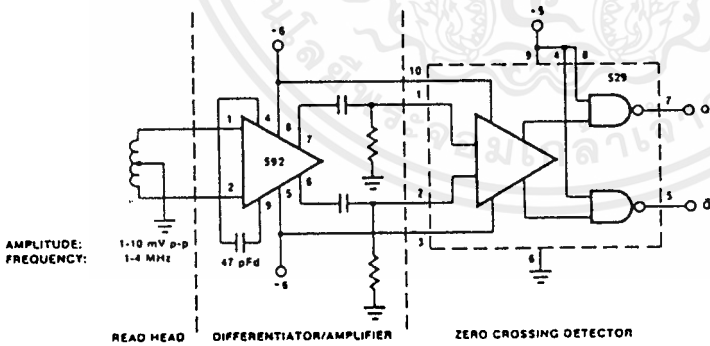 -5
-6
9 4 8
529
10
1
7 Q
1 4 8
7
592
2 6
9 5
2
5 Q̄
3
6
47 pFd
-6
AMPLITUDE: 1-10 mV p-p
FREQUENCY: 1-4 MHz
READ HEAD DIFFERENTIATOR/AMPLIFIER ZERO CROSSING DETECTOR